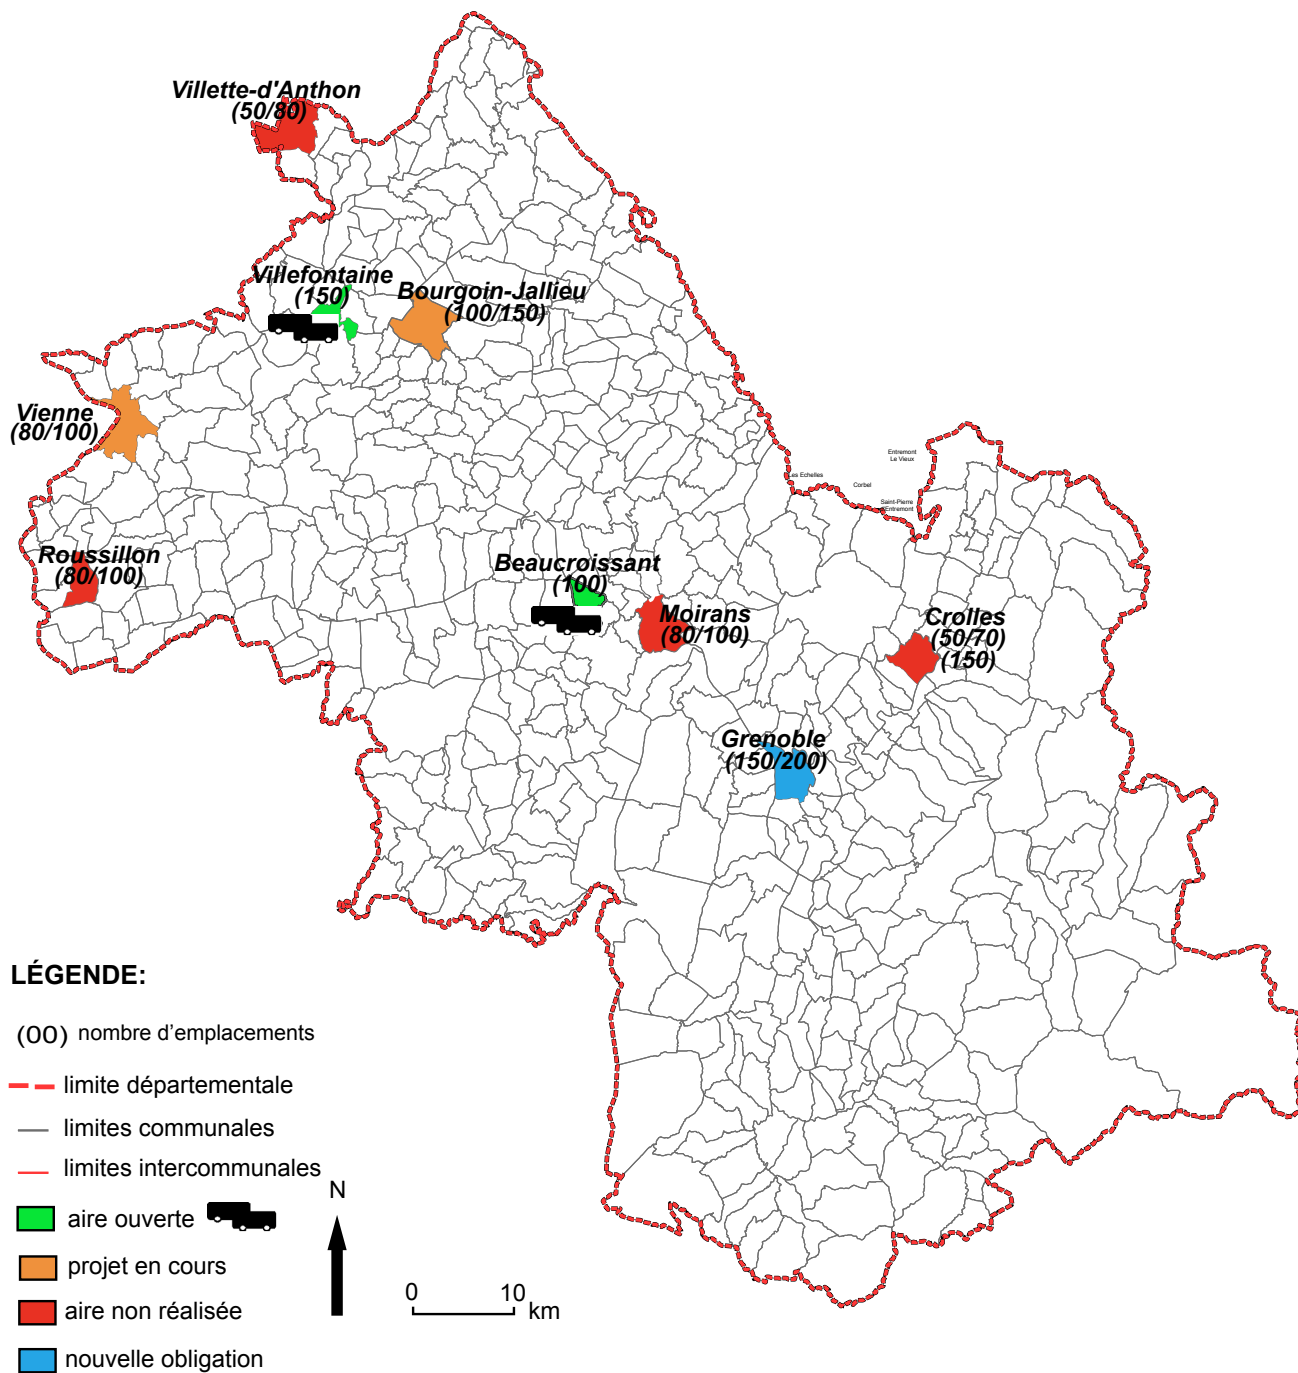 Villette-d'Anthon
(50/80)
Villefontaine
(150)
Bourgoin-Jallieu
(100/150)
Vienne
(80/100)
Entremont
Le Vieux
Les Echelles
Corbel
Saint-Pierre
d'Entremont
Roussillon
(80/100)
Beaucroissant
(100)
Moirans
(80/100)
Crolles
(50/70)
(150)
Grenoble
(150/200)
LÉGENDE:
(00) nombre d'emplacements
limite départementale
limites communales
limites intercommunales
aire ouverte
projet en cours
aire non réalisée
nouvelle obligation
N
0 10
km